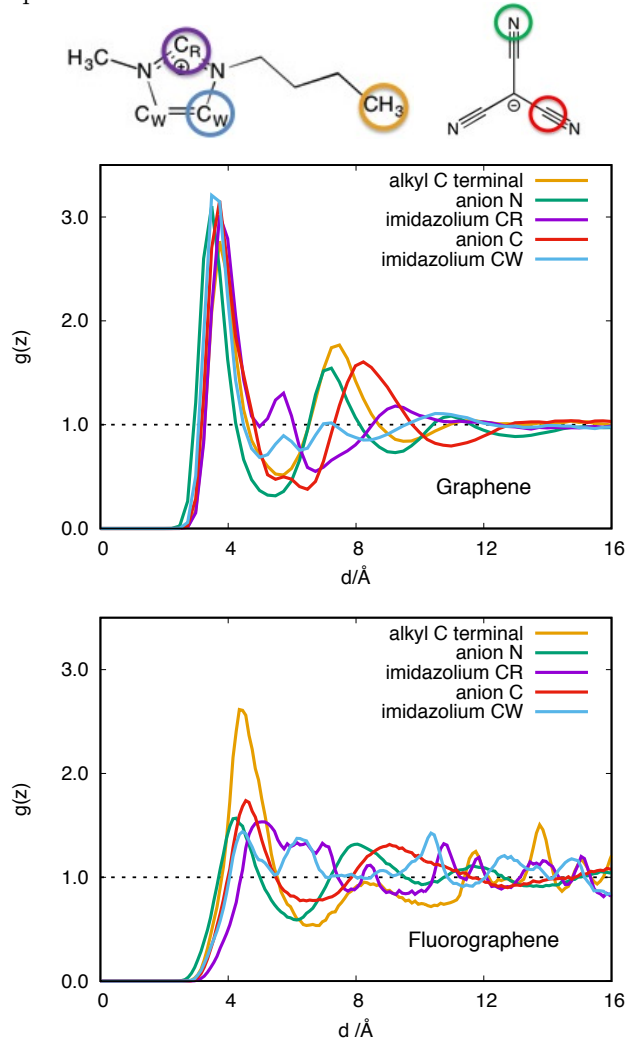 H3C
CR
⊕
N
N
CW
CW
CH3
N
⊖
N
N
alkyl C terminal
anion N
imidazolium CR
anion C
imidazolium CW
3.0
2.0
1.0
0.0
g(z)
Graphene
0 4 8 12 16
d/Å
alkyl C terminal
anion N
imidazolium CR
anion C
imidazolium CW
3.0
2.0
1.0
0.0
g(z)
Fluorographene
0 4 8 12 16
d /Å